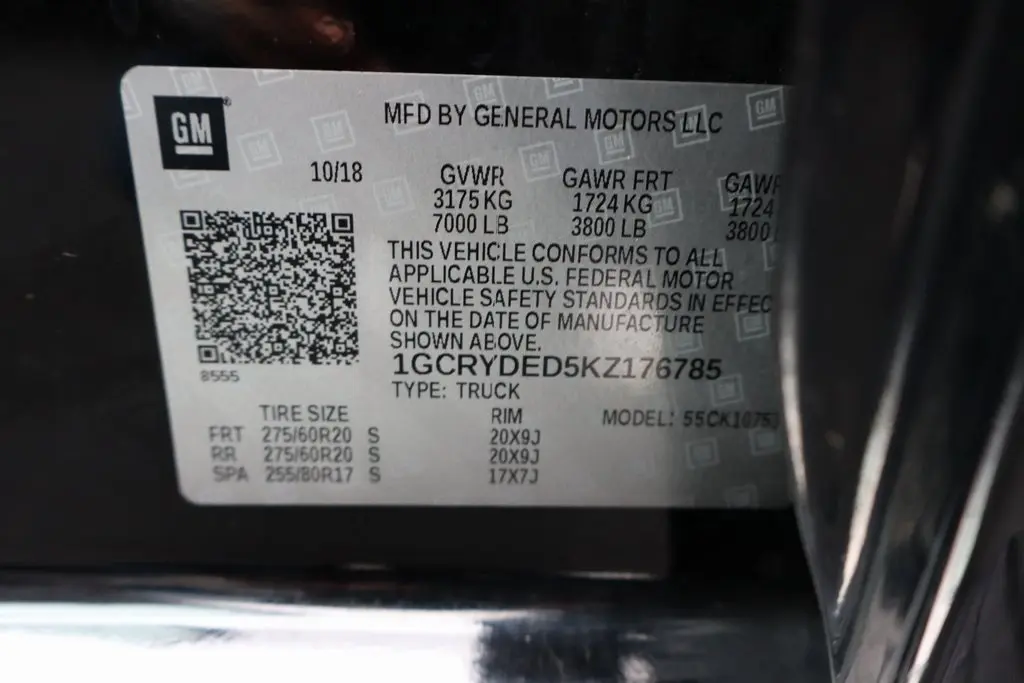 GM
MFD BY GENERAL MOTORS LLC
10/18
GVWR GAWR FRT GAWR
3175 KG 1724 KG 1724
7000 LB 3800 LB 3800
THIS VEHICLE CONFORMS TO ALL
APPLICABLE U.S. FEDERAL MOTOR
VEHICLE SAFETY STANDARDS IN EFFEC
ON THE DATE OF MANUFACTURE
SHOWN ABOVE.
1GCRYDED5KZ176785
8555
TYPE: TRUCK
TIRE SIZE RIM MODEL:
FRT 275/60R20 S 20X9J
RR 275/60R20 S 20X9J
SPA 255/80R17 S 17X7J